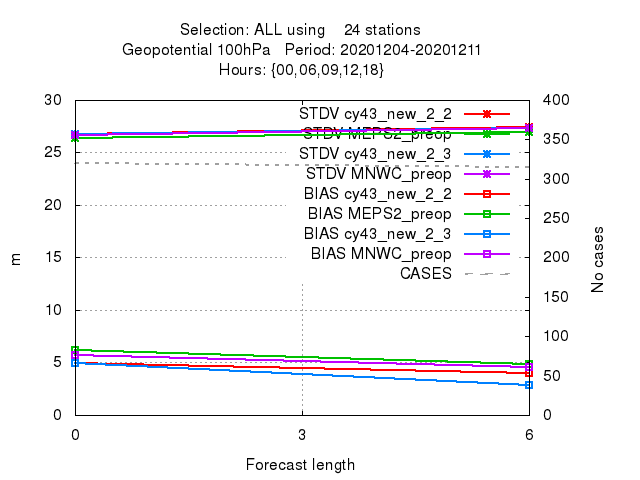 Selection: ALL using 24 stations
Geopotential 100hPa Period: 20201204-20201211
Hours: {00,06,09,12,18}
30
25
20
15
10
5
0
m
400
350
300
250
200
150
100
50
0
No cases
STDV cy43_new_2_2
STDV MEPS2_preop
STDV cy43_new_2_3
STDV MNWC_preop
BIAS cy43_new_2_2
BIAS MEPS2_preop
BIAS cy43_new_2_3
BIAS MNWC_preop
CASES
0 3 6
Forecast length